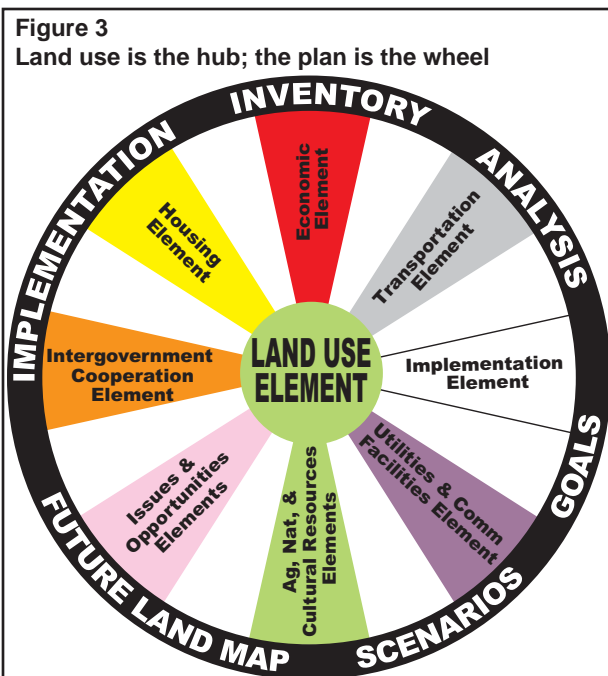 Figure 3
Land use is the hub; the plan is the wheel
INVENTORY
ANALYSIS
GOALS
SCENARIOS
FUTURE LAND MAP
IMPLEMENTATION
Economic
Element
Transportation
Element
Implementation
Element
Utilities & Comm
Facilities Element
Ag, Nat, &
Cultural Resources
Elements
Issues &
Opportunities
Elements
Intergovernment
Cooperation
Element
Housing
Element
LAND USE
ELEMENT